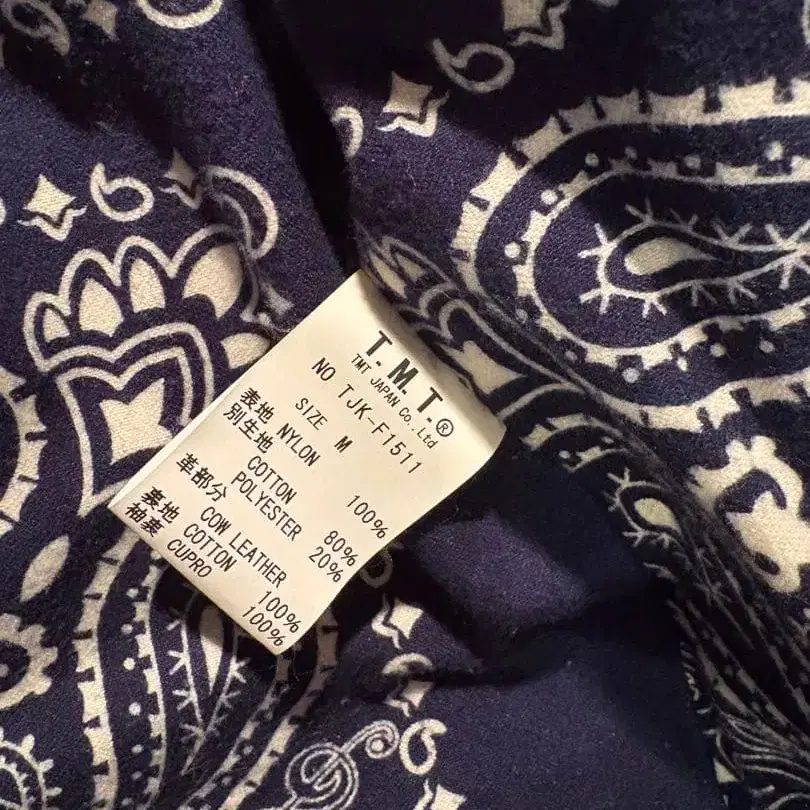 T.M.T.®
TMT JAPAN Co.,Ltd
NO TJK-F1511
SIZE M
表地 NYLON 100%
別生地 COTTON 80%
POLYESTER 20%
革部分 COW LEATHER
表地 COTTON 100%
袖裏 CUPRO 100%